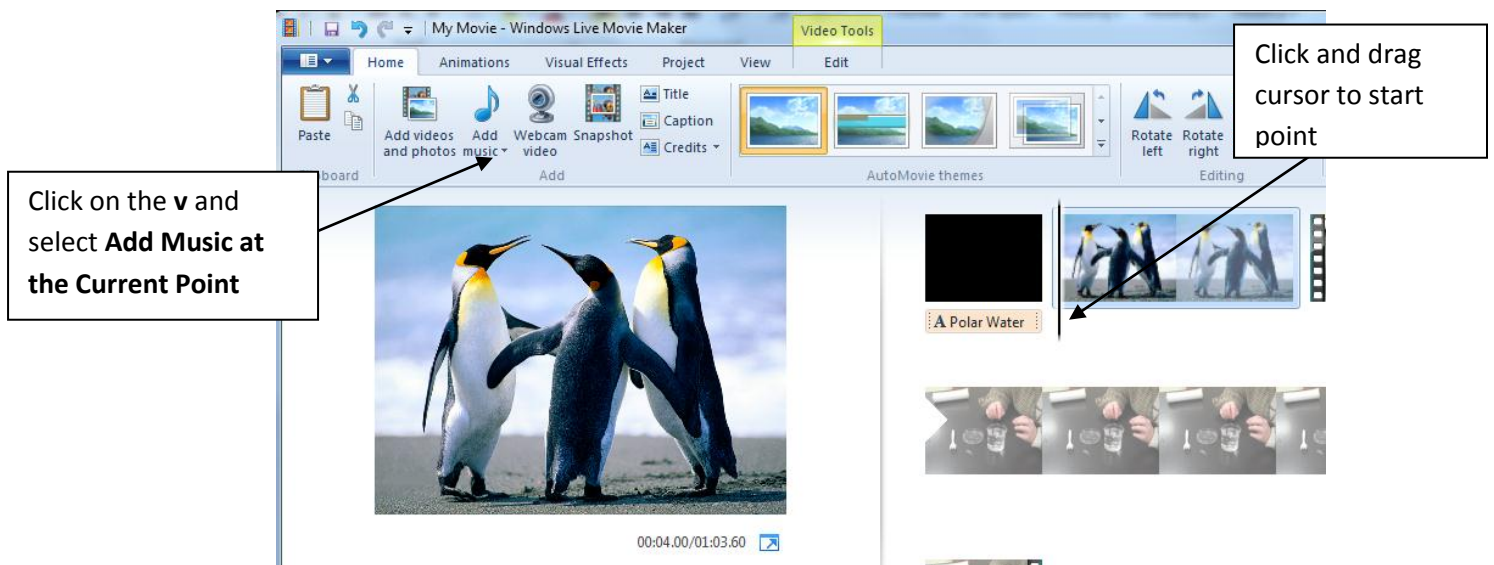 My Movie - Windows Live Movie Maker
Video Tools
Home Animations Visual Effects Project View Edit
Paste
Add videos and photos
Add music
Webcam video
Snapshot
Title
Caption
Credits
Rotate left
Rotate right
Add
AutoMovie themes
Editing
Click and drag
cursor to start
point
Click on the v and
select Add Music at
the Current Point
A Polar Water
00:04.00/01:03.60